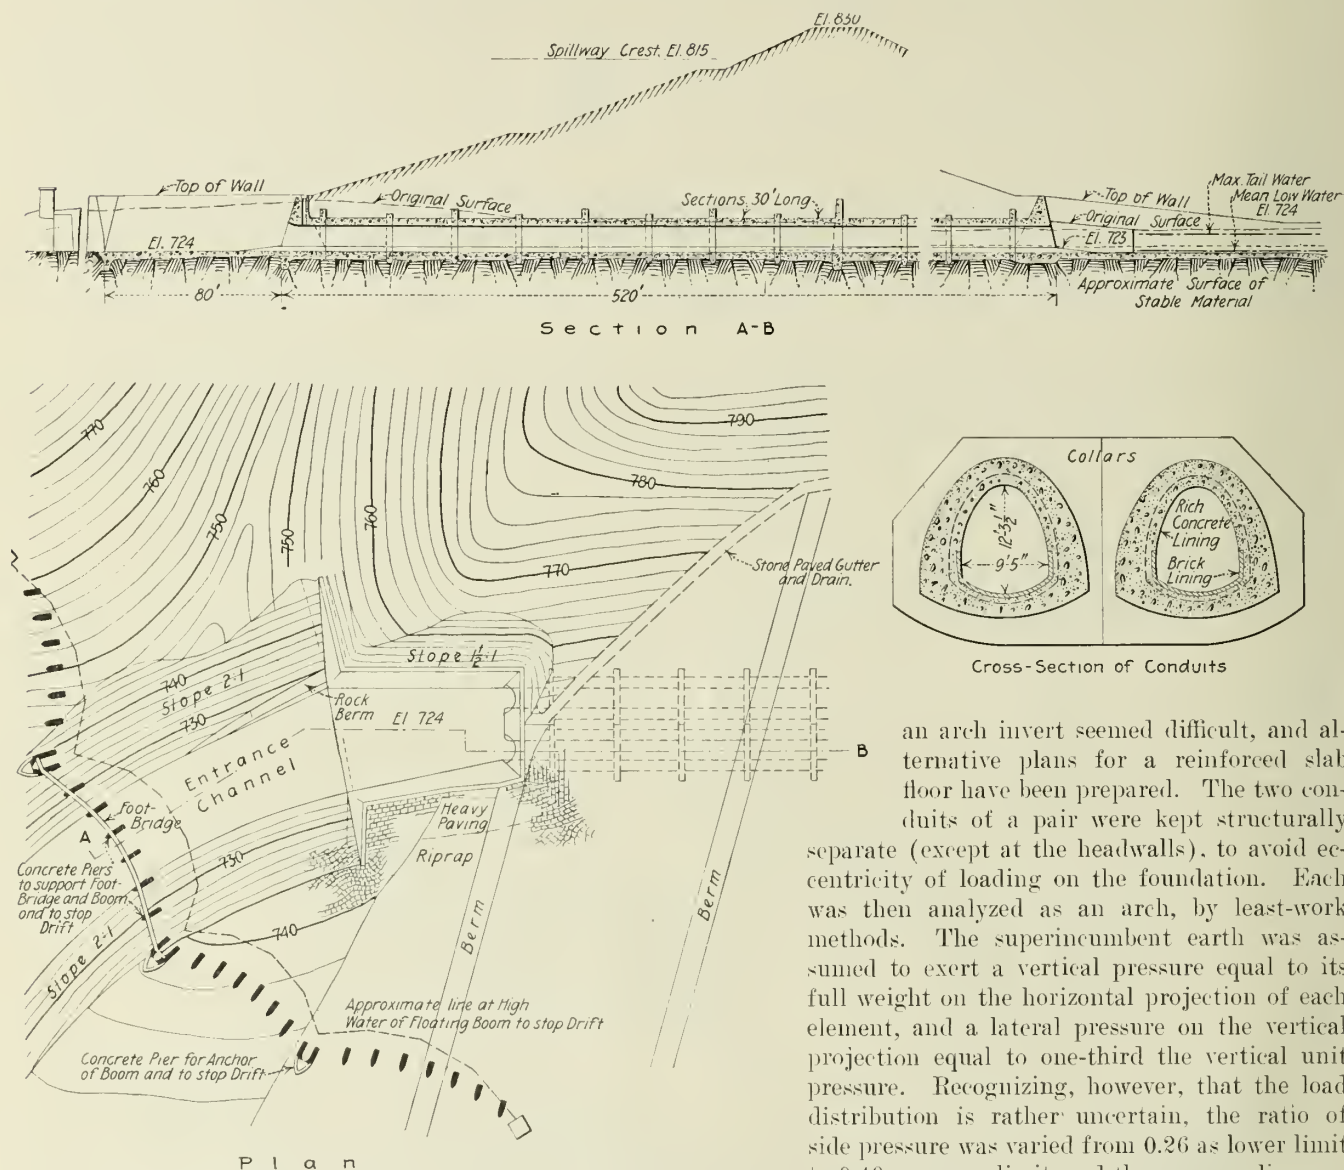 El. 830
Spillway Crest. El. 815
Top of Wall
Original Surface
Sections 30' Long
Max. Tail Water
Mean Low Water
El. 724
Top of Wall
Original Surface
El. 723
El. 724
80'
520'
Approximate Surface of
Stable Material
Section A-B
770
760
750
750
760
790
780
770
Stone Paved Gutter
and Drain.
Slope 1½:1
740
Slope 2:1
730
Rock
Berm
El 724
Entrance
Channel
B
Foot-
Bridge
A
Heavy
Paving
Riprap
730
Concrete Piers
to support Foot-
Bridge and Boom
and to stop
Drift
Berm
Berm
740
Slope 2:1
Approximate line at High
Water of Floating Boom to stop Drift
Concrete Pier for Anchor
of Boom and to stop Drift
Plan
Collars
12'-3½"
9'-5"
Rich
Concrete
Lining
Brick
Lining
Cross-Section of Conduits
an arch invert seemed difficult, and al-
ternative plans for a reinforced slab
floor have been prepared. The two con-
duits of a pair were kept structurally
separate (except at the headwalls), to avoid ec-
centricity of loading on the foundation. Each
was then analyzed as an arch, by least-work
methods. The superincumbent earth was as-
sumed to exert a vertical pressure equal to its
full weight on the horizontal projection of each
element, and a lateral pressure on the vertical
projection equal to one-third the vertical unit
pressure. Recognizing, however, that the load
distribution is rather uncertain, the ratio of
side pressure was varied from 0.26 as lower limit